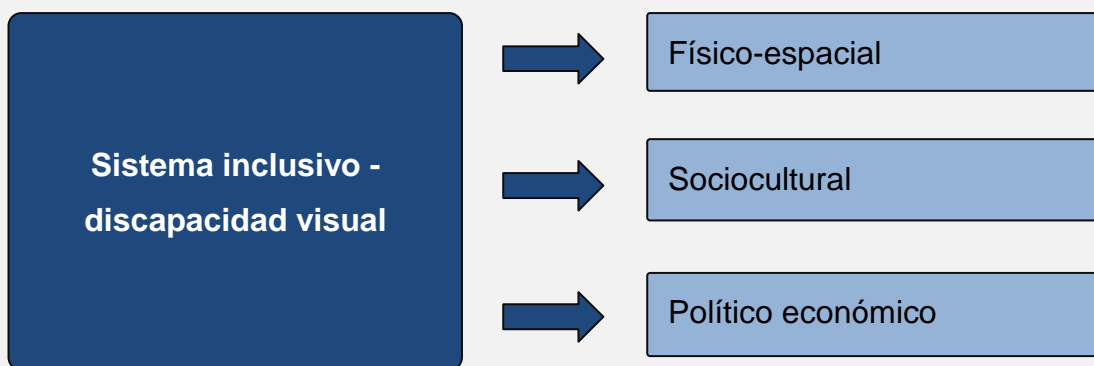 Sistema inclusivo -
discapacidad visual
Físico-espacial
Sociocultural
Político económico